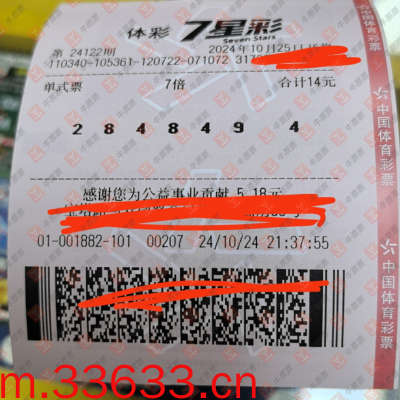 体彩 7星彩
Seven Stars
第 24122期 2024年10月25日
110340-105361-120722-071072
单式票 7倍 合计14元
2 8 4 8 4 9 4
感谢您为公益事业贡献 5.18元
01-001882-101 00207 24/10/24 21:37:55
中国体育彩票
中国体育彩票
m.33633.cn